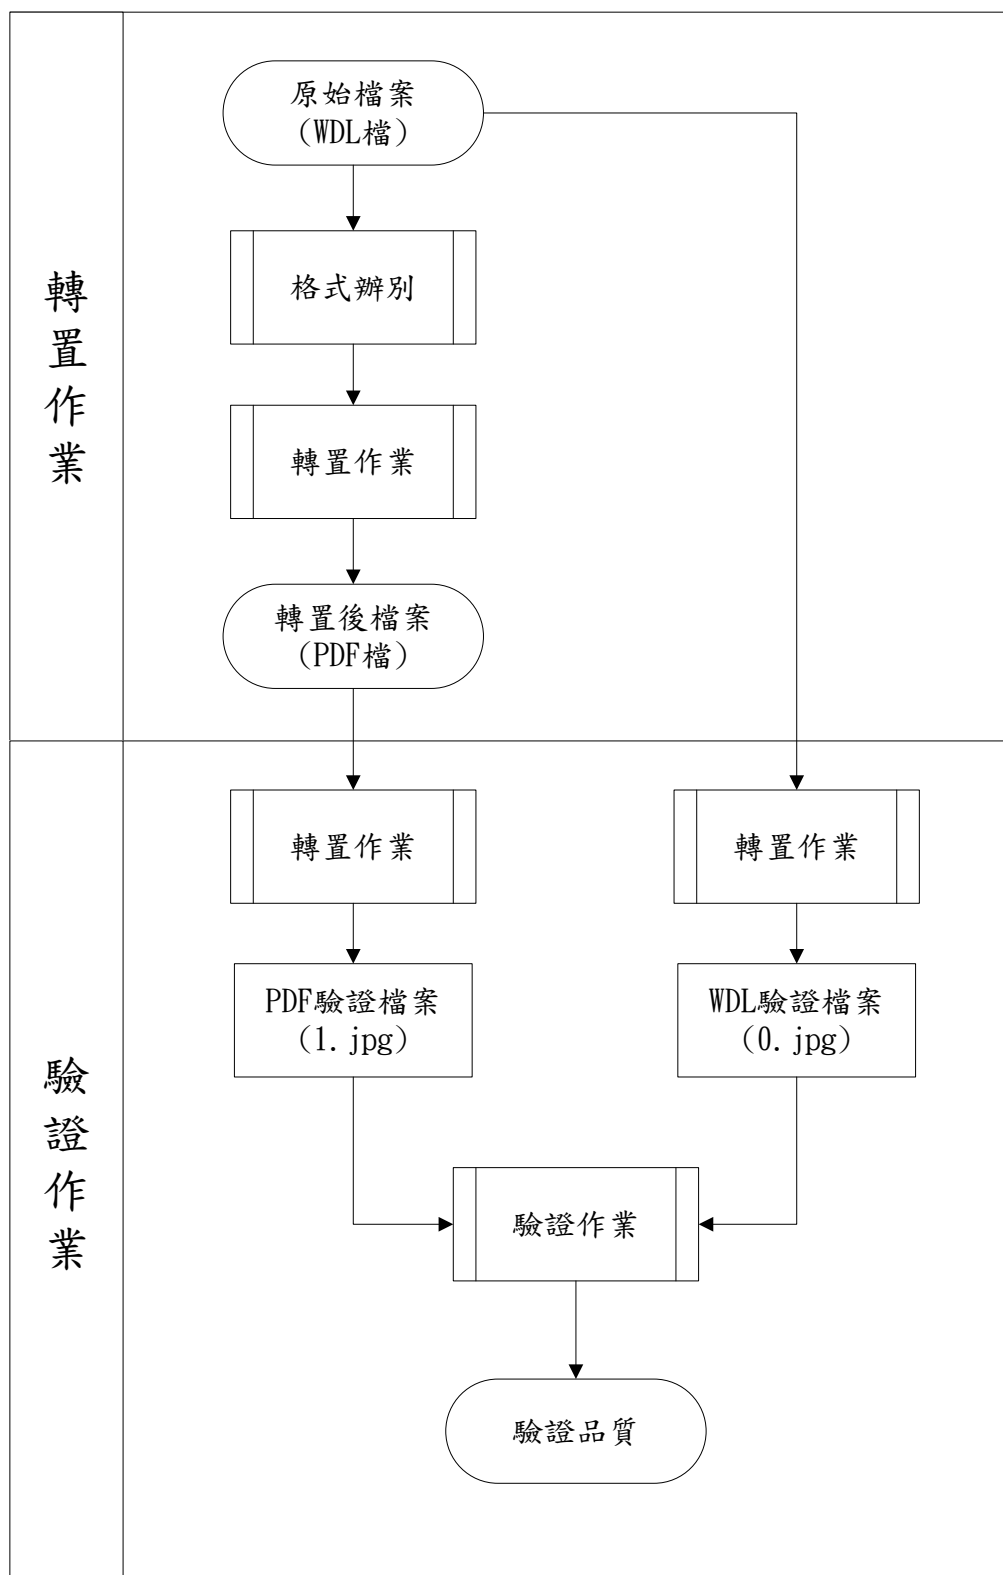 轉置作業
原始檔案
(WDL檔)
格式辦別
轉置作業
轉置後檔案
(PDF檔)
驗證作業
轉置作業
轉置作業
PDF驗證檔案
(1.jpg)
WDL驗證檔案
(0.jpg)
驗證作業
驗證品質